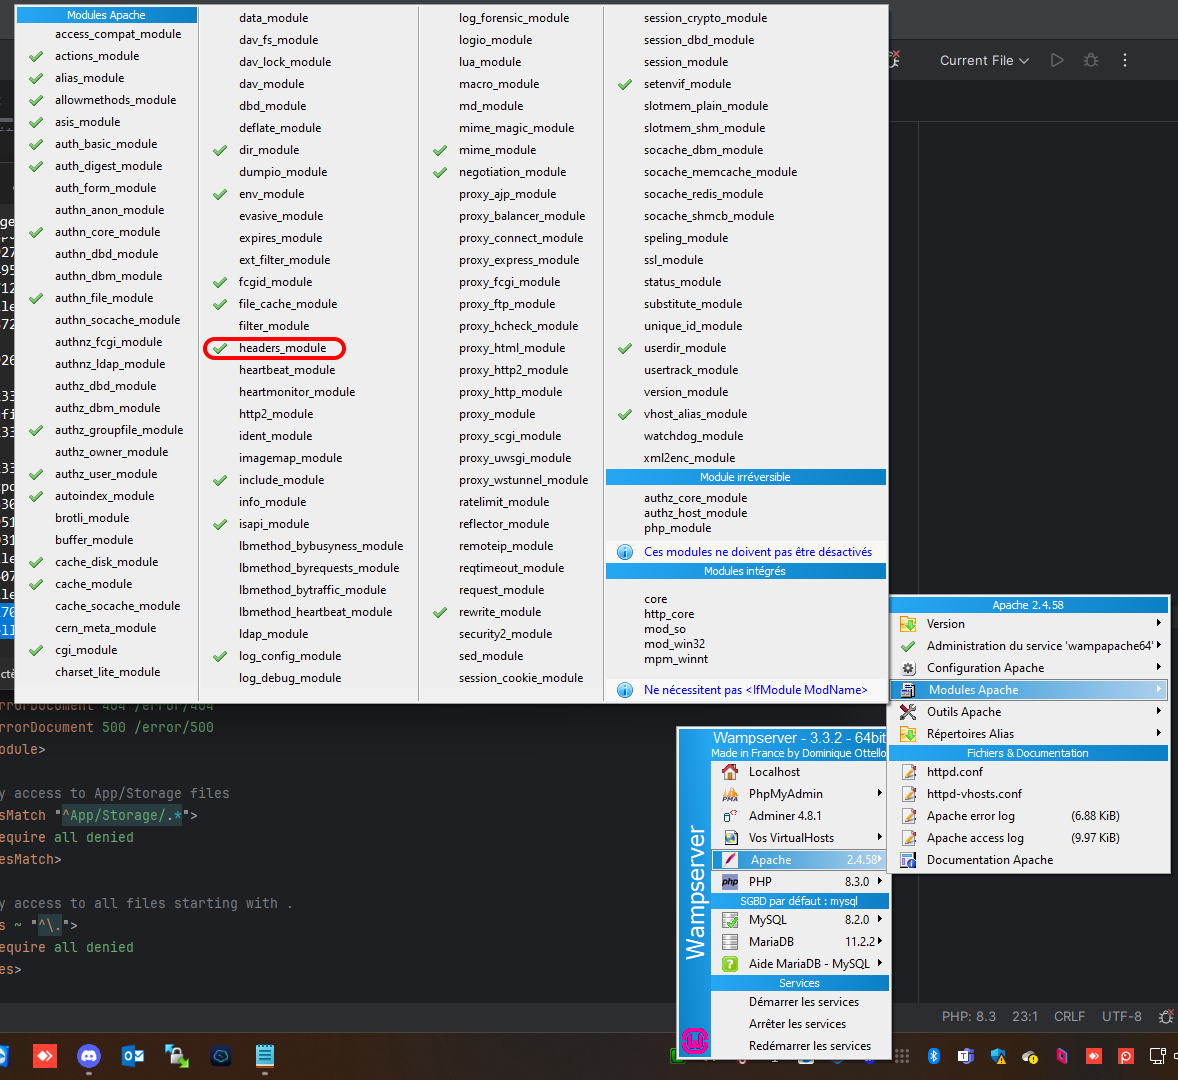 Modules Apache
access_compat_module
actions_module
alias_module
allowmethods_module
asis_module
auth_basic_module
auth_digest_module
auth_form_module
authn_anon_module
authn_core_module
authn_dbd_module
authn_dbm_module
authn_file_module
authn_socache_module
authnz_fcgi_module
authnz_ldap_module
authz_dbd_module
authz_dbm_module
authz_groupfile_module
authz_owner_module
authz_user_module
autoindex_module
brotli_module
buffer_module
cache_disk_module
cache_module
cache_socache_module
cern_meta_module
cgi_module
charset_lite_module
data_module
dav_fs_module
dav_lock_module
dav_module
dbd_module
deflate_module
dir_module
dumpio_module
env_module
evasive_module
expires_module
ext_filter_module
fcgid_module
file_cache_module
filter_module
headers_module
heartbeat_module
heartmonitor_module
http2_module
ident_module
imagemap_module
include_module
info_module
isapi_module
lbmethod_bybusyness_module
lbmethod_byrequests_module
lbmethod_bytraffic_module
lbmethod_heartbeat_module
ldap_module
log_config_module
log_debug_module
log_forensic_module
logio_module
lua_module
macro_module
md_module
mime_magic_module
mime_module
negotiation_module
proxy_ajp_module
proxy_balancer_module
proxy_connect_module
proxy_express_module
proxy_fcgi_module
proxy_ftp_module
proxy_hcheck_module
proxy_html_module
proxy_http2_module
proxy_http_module
proxy_module
proxy_scgi_module
proxy_uwsgi_module
proxy_wstunnel_module
ratelimit_module
reflector_module
remoteip_module
reqtimeout_module
request_module
rewrite_module
security2_module
sed_module
session_cookie_module
session_crypto_module
session_dbd_module
session_module
setenvif_module
slotmem_plain_module
slotmem_shm_module
socache_dbm_module
socache_memcache_module
socache_redis_module
socache_shmcb_module
speling_module
ssl_module
status_module
substitute_module
unique_id_module
userdir_module
usertrack_module
version_module
vhost_alias_module
watchdog_module
xml2enc_module
Module irréversible
authz_core_module
authz_host_module
php_module
Ces modules ne doivent pas être désactivés
Modules intégrés
core
http_core
mod_so
mod_win32
mpm_winnt
Ne nécessitent pas <IfModule ModName>
Current File
Apache 2.4.58
Version
Administration du service 'wampapache64'
Configuration Apache
Modules Apache
Outils Apache
Répertoires Alias
Fichiers & Documentation
httpd.conf
httpd-vhosts.conf
Apache error log (6.88 KiB)
Apache access log (9.97 KiB)
Documentation Apache
Wampserver
Wampserver - 3.3.2 - 64bit
Made in France by Dominique Ottello
Localhost
PhpMyAdmin
Adminer 4.8.1
Vos VirtualHosts
Apache 2.4.58
PHP 8.3.0
SGBD par défaut : mysql
MySQL 8.2.0
MariaDB 11.2.2
Aide MariaDB - MySQL
Services
Démarrer les services
Arrêter les services
Redémarrer les services
rrorDocument 404 /error/404
rrorDocument 500 /error/500
odule>
y access to App/Storage files
esMatch "^App/Storage/.*">
equire all denied
esMatch>
y access to all files starting with .
s ~ "^\.">
equire all denied
es>
PHP: 8.3 23:1 CRLF UTF-8